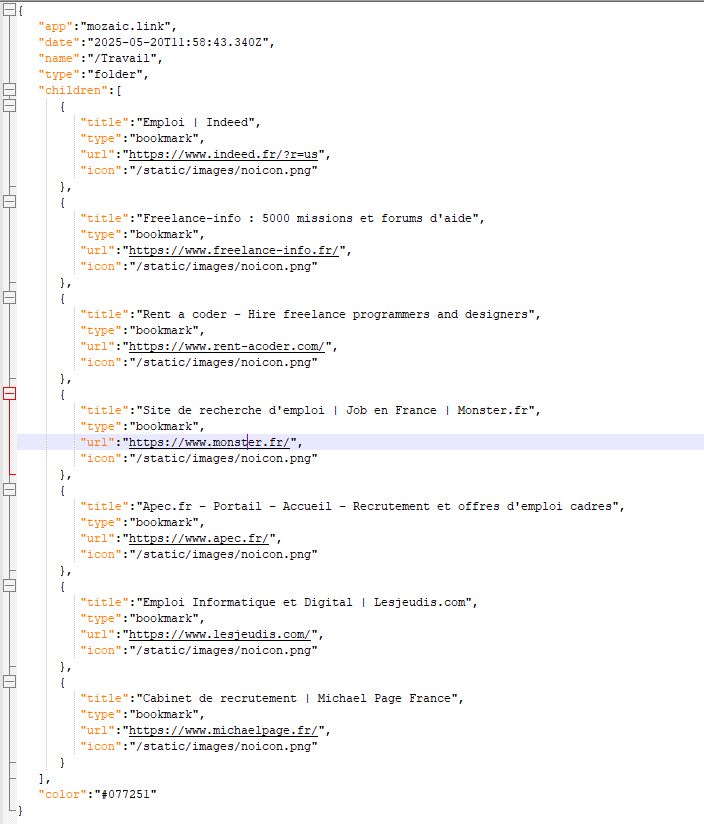 {
"app":"mozaic.link",
"date":"2025-05-20T11:58:43.340Z",
"name":"/Travail",
"type":"folder",
"children":[
{
"title":"Emploi | Indeed",
"type":"bookmark",
"url":"https://www.indeed.fr/?r=us",
"icon":"/static/images/noicon.png"
},
{
"title":"Freelance-info : 5000 missions et forums d'aide",
"type":"bookmark",
"url":"https://www.freelance-info.fr/",
"icon":"/static/images/noicon.png"
},
{
"title":"Rent a coder - Hire freelance programmers and designers",
"type":"bookmark",
"url":"https://www.rent-acoder.com/",
"icon":"/static/images/noicon.png"
},
{
"title":"Site de recherche d'emploi | Job en France | Monster.fr",
"type":"bookmark",
"url":"https://www.monster.fr/",
"icon":"/static/images/noicon.png"
},
{
"title":"Apec.fr - Portail - Accueil - Recrutement et offres d'emploi cadres",
"type":"bookmark",
"url":"https://www.apec.fr/",
"icon":"/static/images/noicon.png"
},
{
"title":"Emploi Informatique et Digital | Lesjeudis.com",
"type":"bookmark",
"url":"https://www.lesjeudis.com/",
"icon":"/static/images/noicon.png"
},
{
"title":"Cabinet de recrutement | Michael Page France",
"type":"bookmark",
"url":"https://www.michaelpage.fr/",
"icon":"/static/images/noicon.png"
}
],
"color":"#077251"
}